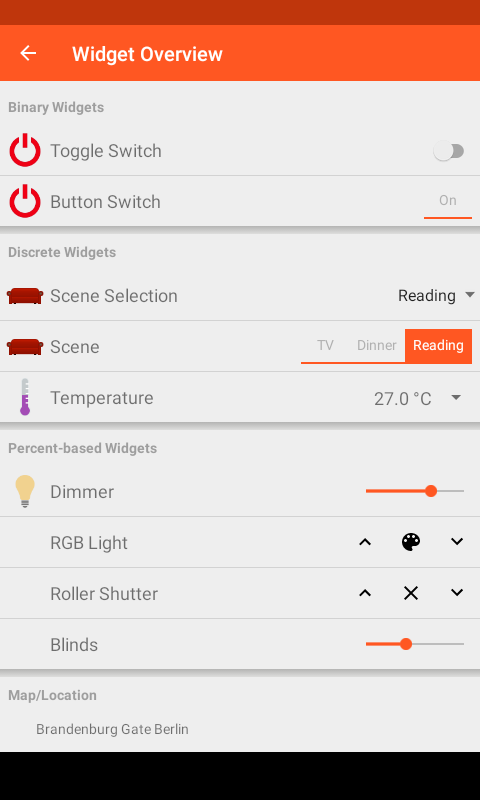 Widget Overview
Binary Widgets
Toggle Switch
Button Switch On
Discrete Widgets
Scene Selection Reading
Scene TV Dinner Reading
Temperature 27.0 °C
Percent-based Widgets
Dimmer
RGB Light
Roller Shutter
Blinds
Map/Location
Brandenburg Gate Berlin